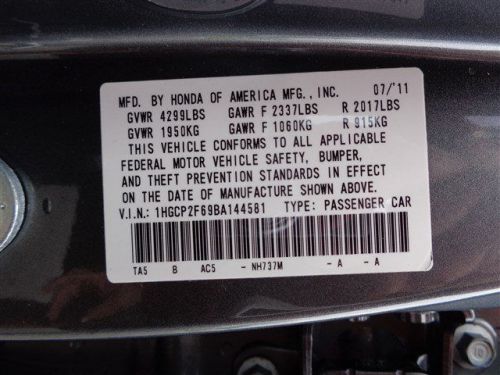 MFD. BY HONDA OF AMERICA MFG., INC. 07/'11
GVWR 4299LBS GAWR F 2337LBS R 2017LBS
GVWR 1950KG GAWR F 1060KG R 915KG
THIS VEHICLE CONFORMS TO ALL APPLICABLE
FEDERAL MOTOR VEHICLE SAFETY, BUMPER,
AND THEFT PREVENTION STANDARDS IN EFFECT
ON THE DATE OF MANUFACTURE SHOWN ABOVE.
V.I.N.: 1HGCP2F69BA144581 TYPE: PASSENGER CAR
TA5 B AC5 - NH737M - A - A